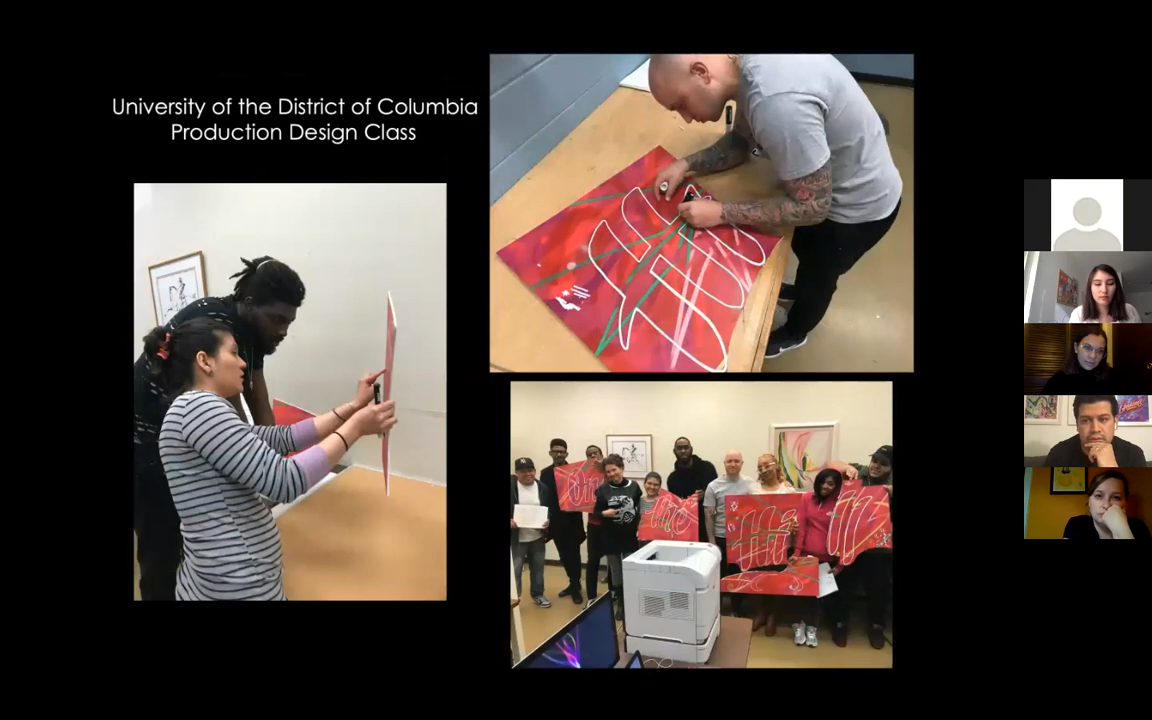 University of the District of Columbia
Production Design Class